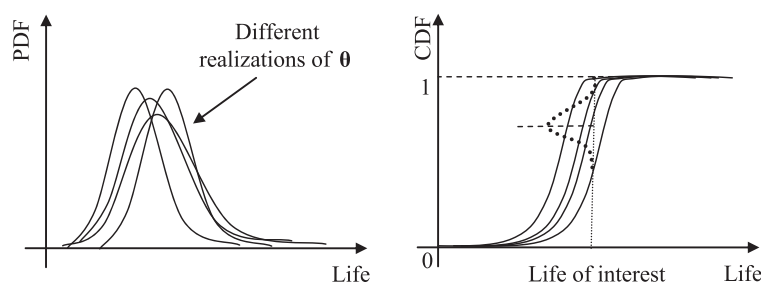 PDF
Different
realizations of θ
Life
CDF
1
0
Life of interest
Life